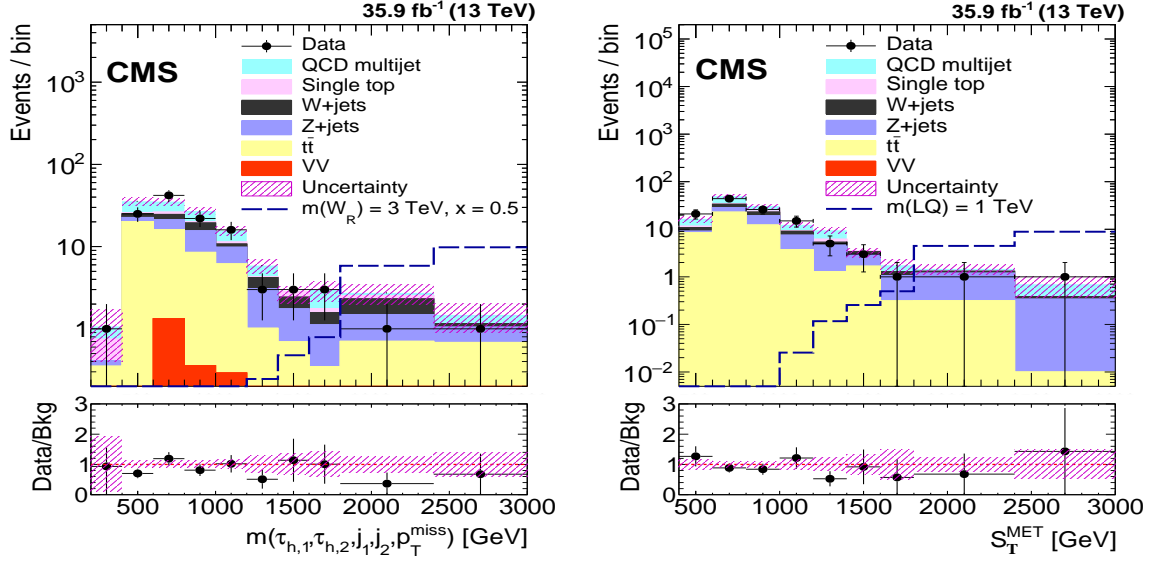 35.9 fb⁻¹ (13 TeV)
CMS
Events / bin
10³
10²
10
1
Data
QCD multijet
Single top
W+jets
Z+jets
tt̄
VV
Uncertainty
m(W_R) = 3 TeV, x = 0.5
Data/Bkg
3
2
1
0
500 1000 1500 2000 2500 3000
m(τ_h,1,τ_h,2,j_1,j_2,p_T^miss) [GeV]
35.9 fb⁻¹ (13 TeV)
CMS
Events / bin
10⁵
10⁴
10³
10²
10
1
10⁻¹
10⁻²
Data
QCD multijet
Single top
W+jets
Z+jets
tt̄
VV
Uncertainty
m(LQ) = 1 TeV
Data/Bkg
3
2
1
0
500 1000 1500 2000 2500 3000
S_T^MET [GeV]